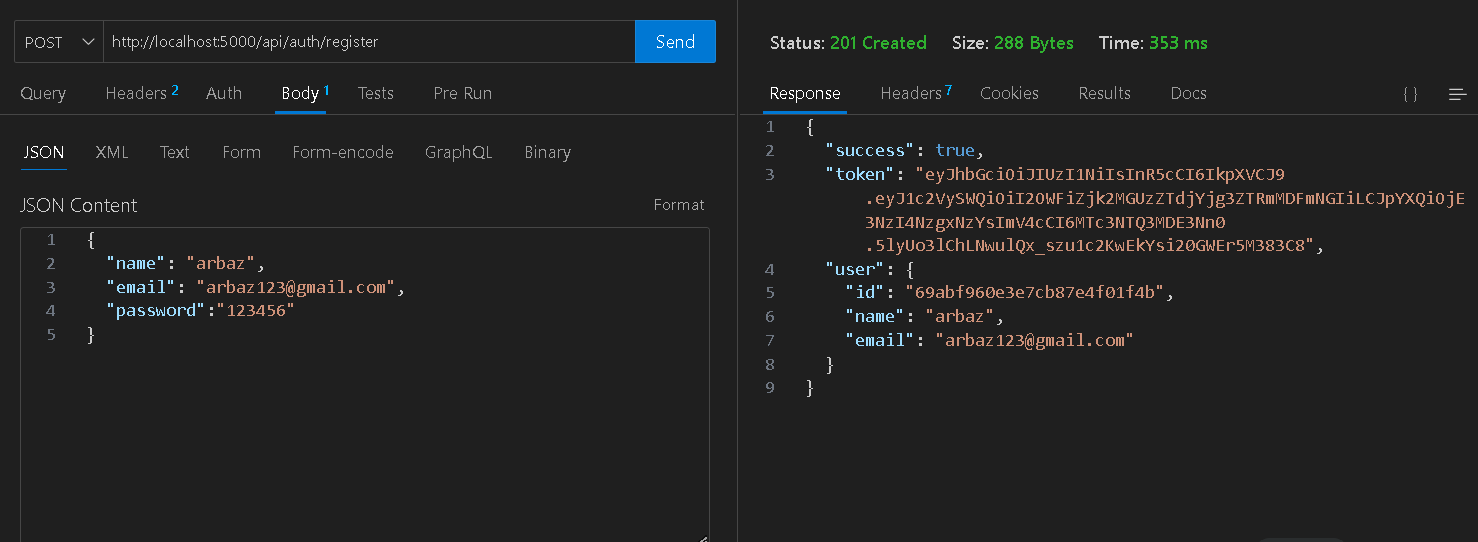 POST
http://localhost:5000/api/auth/register
Send
Query Headers 2 Auth Body 1 Tests Pre Run
JSON XML Text Form Form-encode GraphQL Binary
JSON Content Format
1 {
2 "name": "arbaz",
3 "email": "arbaz123@gmail.com",
4 "password":"123456"
5 }
Status: 201 Created Size: 288 Bytes Time: 353 ms
Response Headers 7 Cookies Results Docs { }
1 {
2 "success": true,
3 "token": "eyJhbGciOiJIUzI1NiIsInR5cCI6IkpXVCJ9
.eyJ1c2VySWQiOiI2OWFiZjk2MGUzZTdjYjg3ZTRmMDFmNGIiLCJpYXQiOjE
3NzI4NzgxNzYsImV4cCI6MTc3NTQ3MDE3Nn0
.5lyUo3lChLNwulQx_szu1c2KwEkYsi20GWEr5M383C8",
4 "user": {
5 "id": "69abf960e3e7cb87e4f01f4b",
6 "name": "arbaz",
7 "email": "arbaz123@gmail.com"
8 }
9 }